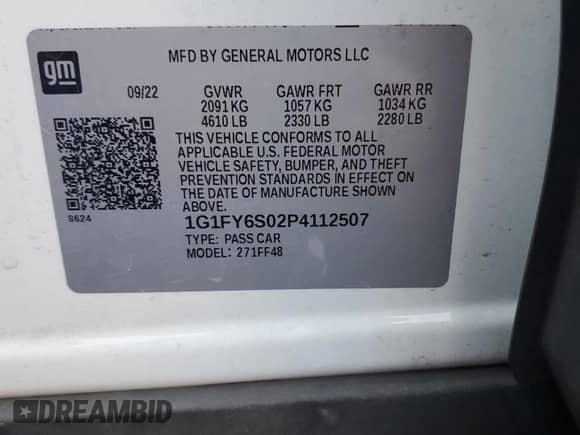 MFD BY GENERAL MOTORS LLC
gm
09/22 GVWR GAWR FRT GAWR RR
2091 KG 1057 KG 1034 KG
4610 LB 2330 LB 2280 LB
THIS VEHICLE CONFORMS TO ALL
APPLICABLE U.S. FEDERAL MOTOR
VEHICLE SAFETY, BUMPER, AND THEFT
PREVENTION STANDARDS IN EFFECT ON
THE DATE OF MANUFACTURE SHOWN
ABOVE.
8624
1G1FY6S02P4112507
TYPE: PASS CAR
MODEL: 271FF48
DREAMBID